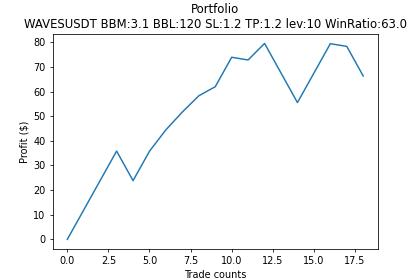 Portfolio
WAVESUSDT BBM:3.1 BBL:120 SL:1.2 TP:1.2 lev:10 WinRatio:63.0
80
70
60
50
40
30
20
10
0
Profit ($)
0.0 2.5 5.0 7.5 10.0 12.5 15.0 17.5
Trade counts